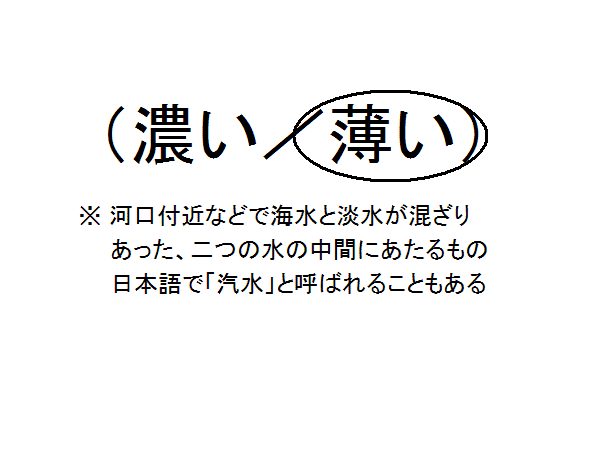 （濃い／薄い）
※ 河口付近などで海水と淡水が混ざり
あった、二つの水の中間にあたるもの
日本語で「汽水」と呼ばれることもある